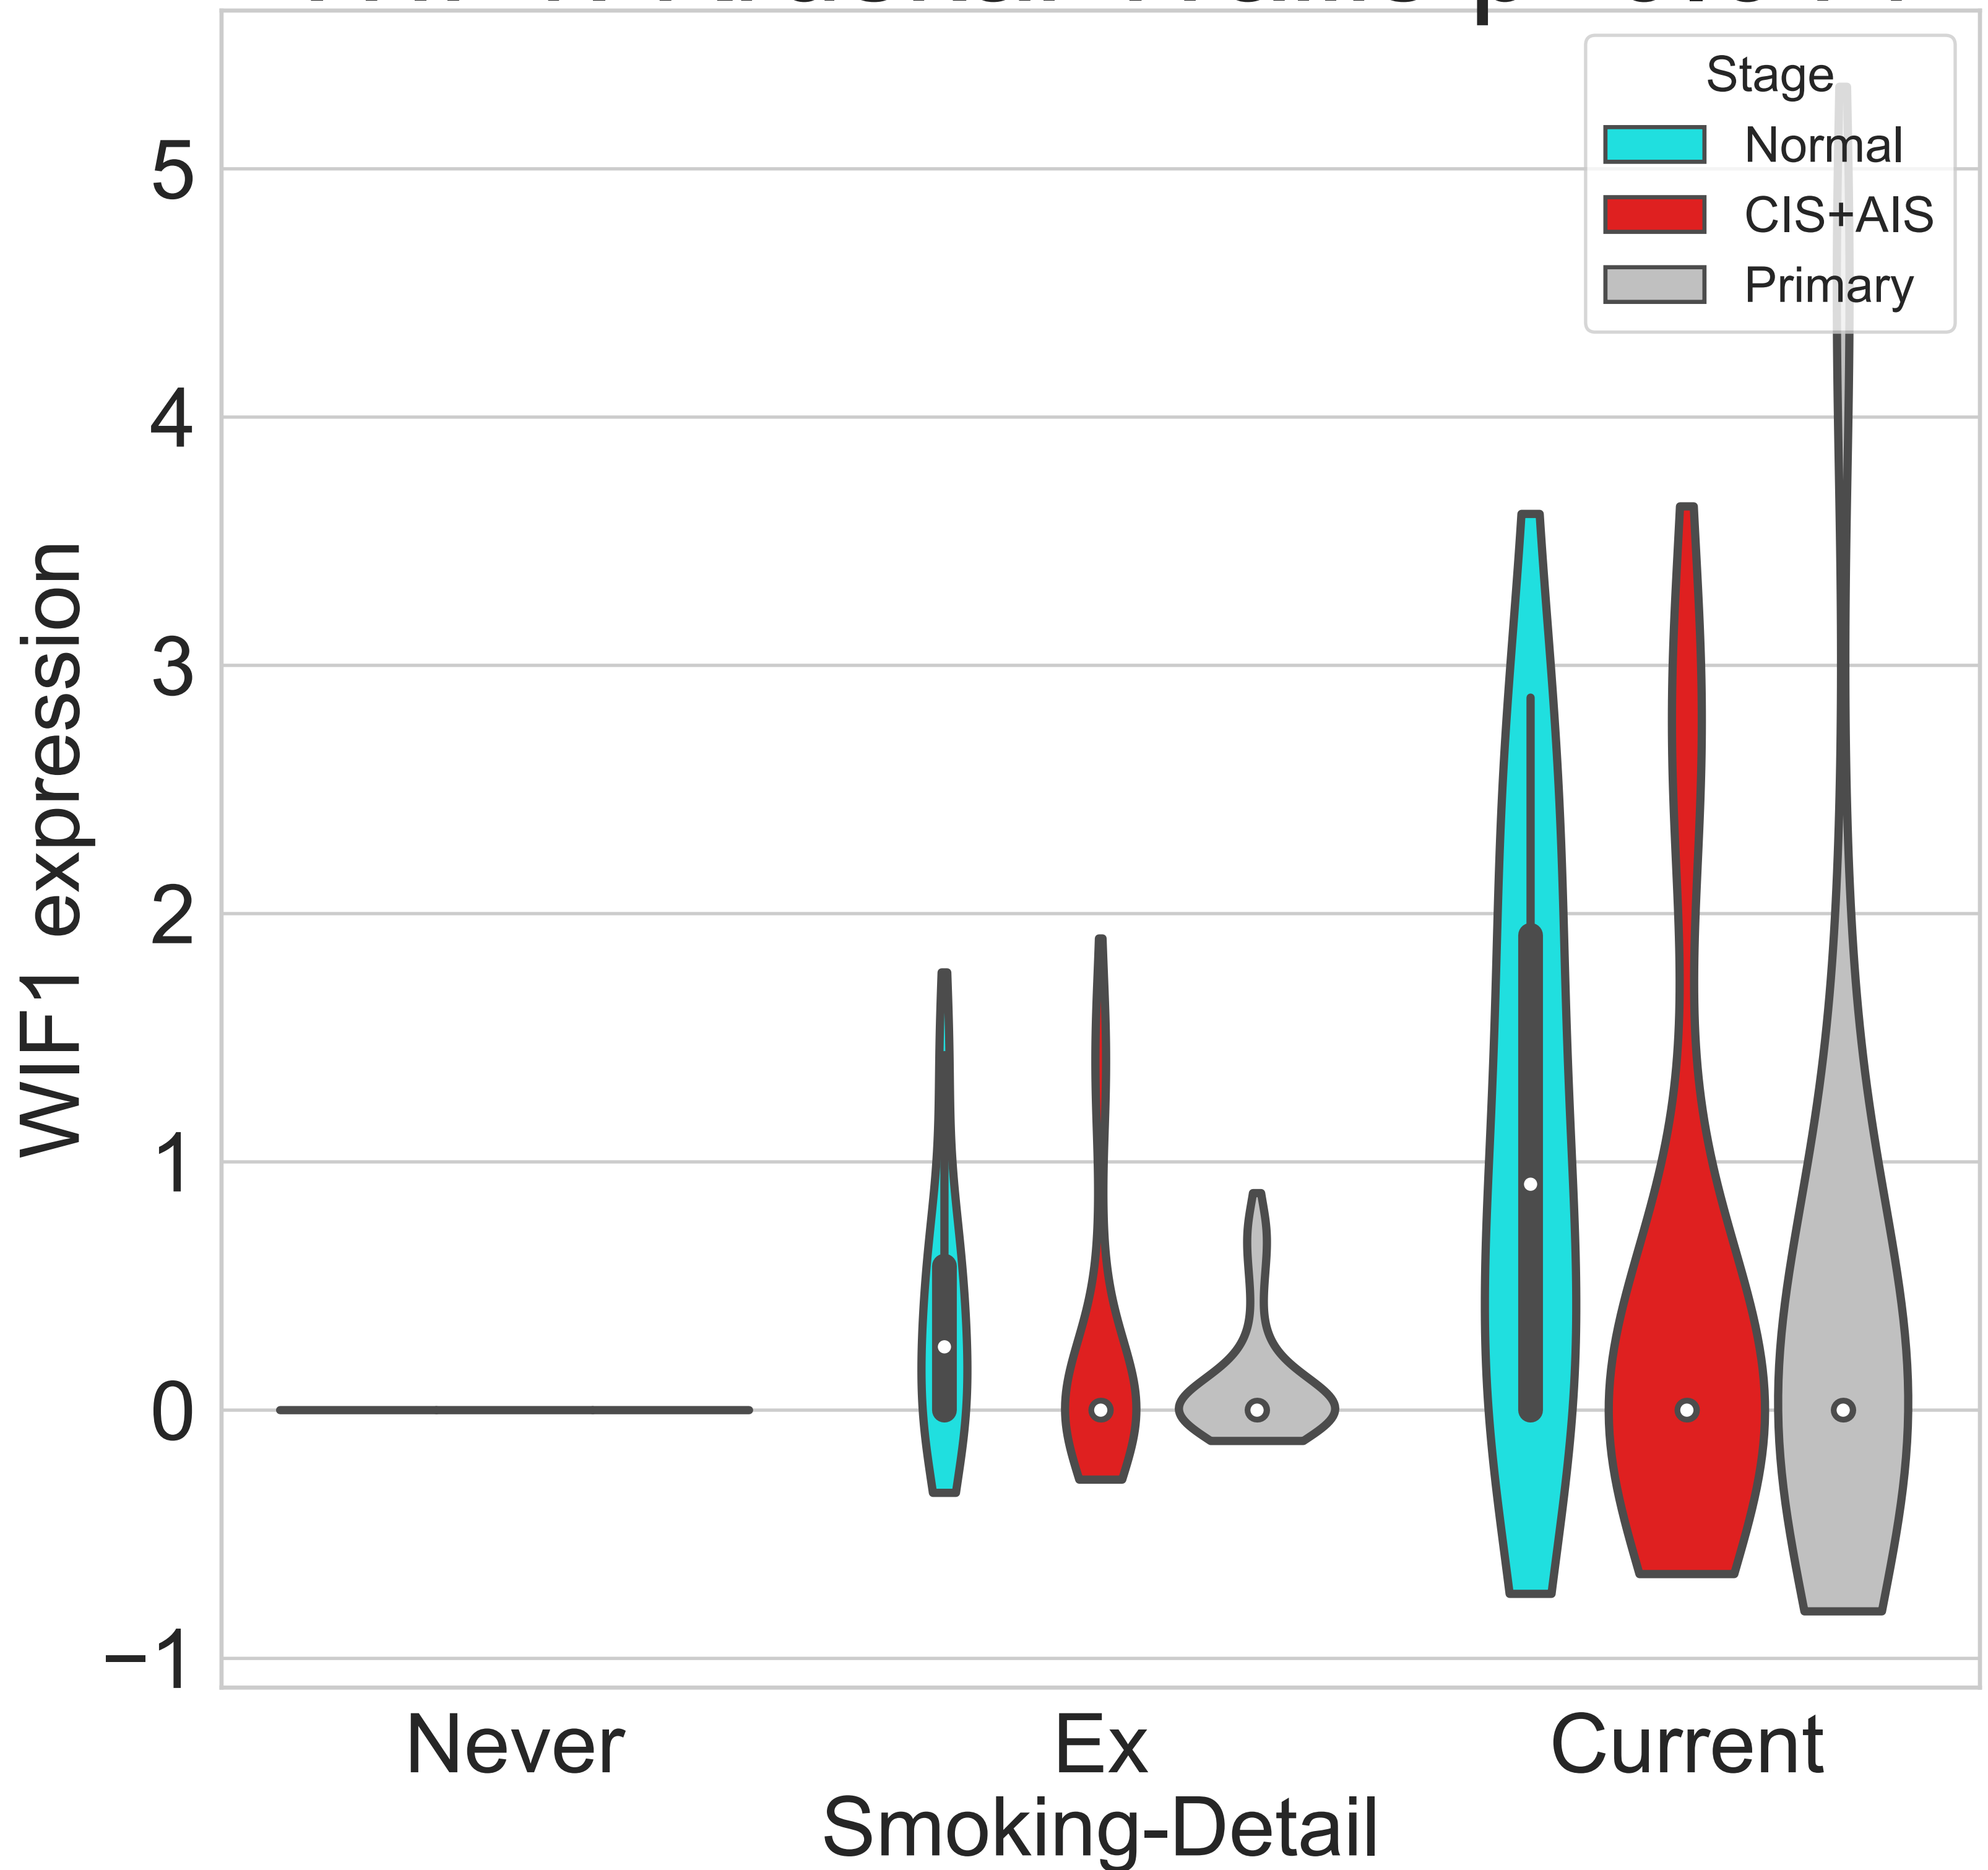 Stage
Normal
CIS+AIS
Primary
5
4
3
2
1
0
−1
WIF1 expression
Never
Ex
Current
Smoking-Detail